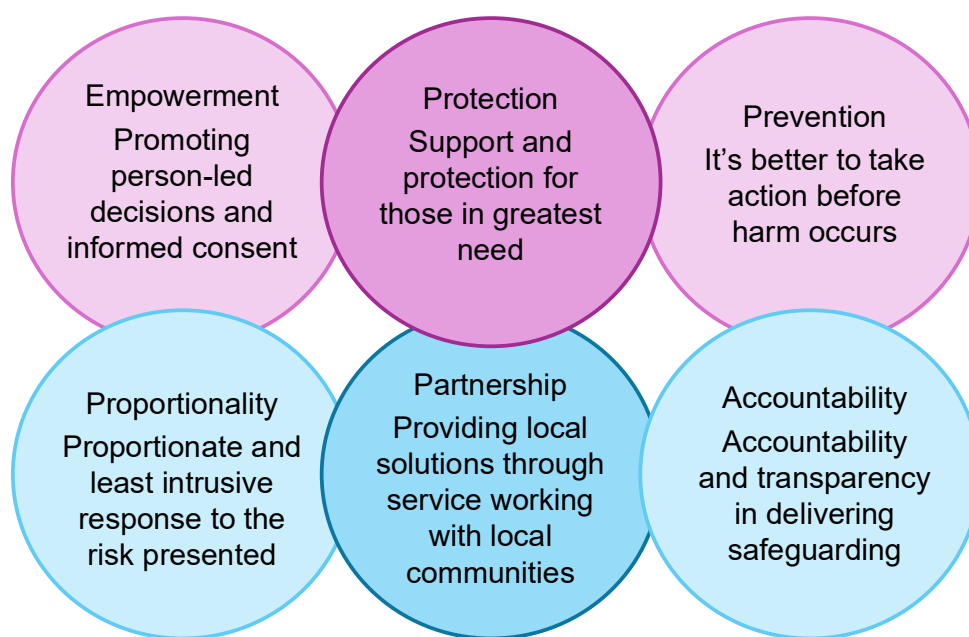 Empowerment
Promoting
person-led
decisions and
informed consent
Protection
Support and
protection for
those in greatest
need
Prevention
It’s better to take
action before
harm occurs
Proportionality
Proportionate and
least intrusive
response to the
risk presented
Partnership
Providing local
solutions through
service working
with local
communities
Accountability
Accountability
and transparency
in delivering
safeguarding